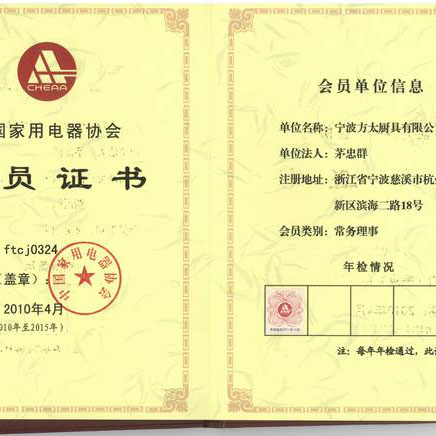 CHEAA
国家用电器协会
员证书
ftcj0324
盖章）
2010年4月
010年至2015年）
中国家用电器协会
会员单位信息
单位名称：宁波方太厨具有限公
单位法人：茅忠群
注册地址：浙江省宁波慈溪市杭
新区滨海二路18号
会员类别：常务理事
年检情况
注：每年年检通过，此